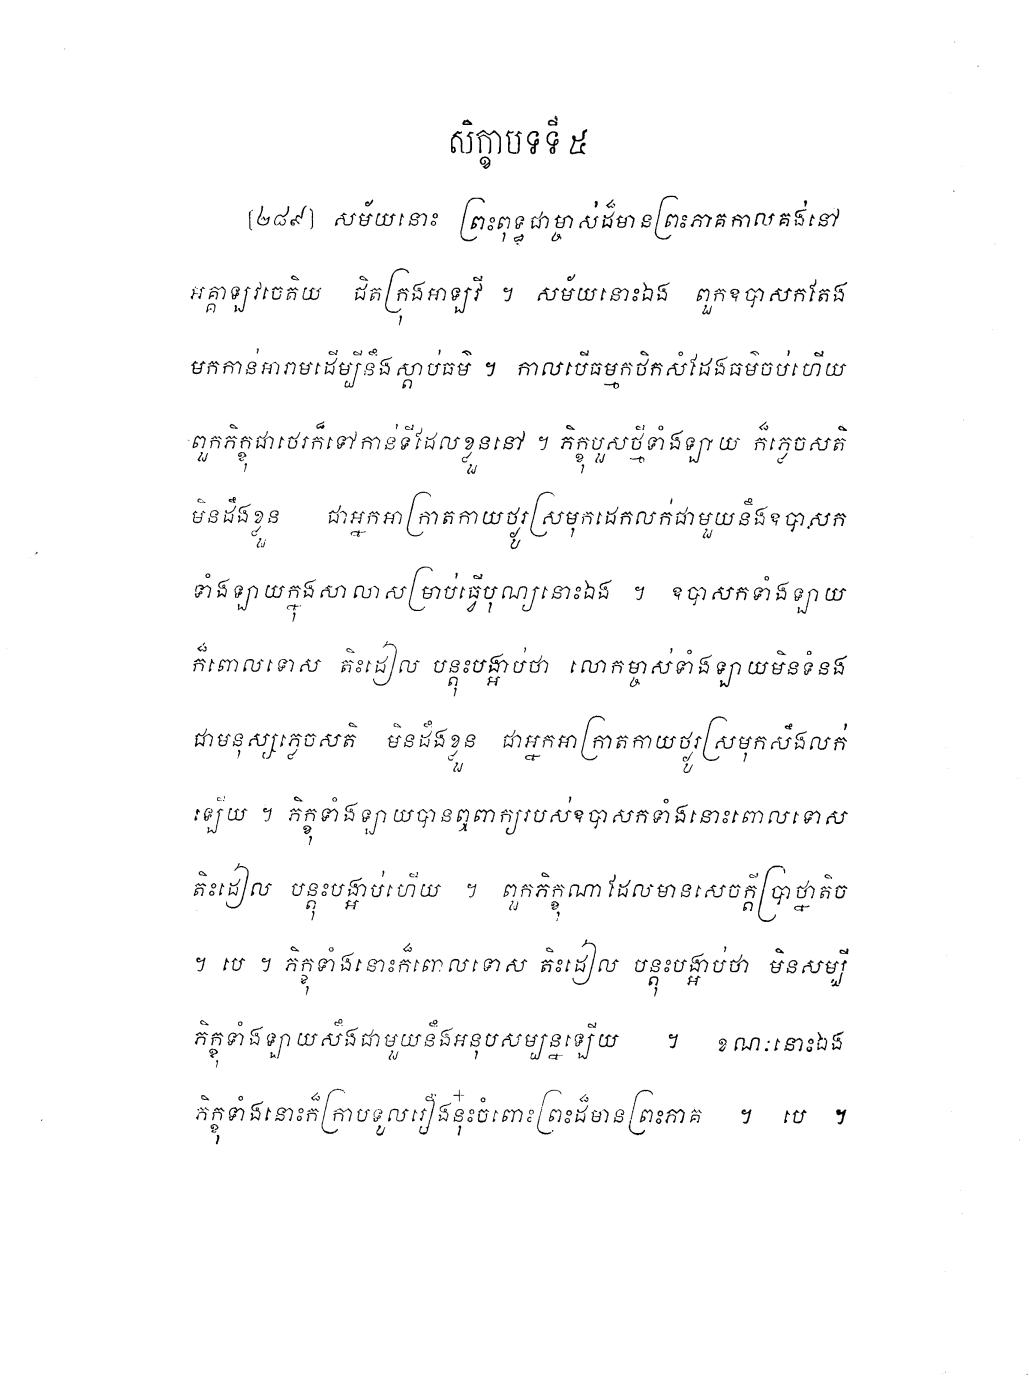 សិក្ខាបទទី ៥
[២៨៩] សម័យនោះ ព្រះពុទ្ធជាម្ចាស់ដ៏មានព្រះភាគកាលគង់នៅ
អគ្គាឡវចេតិយ ជិតក្រុងអាឡវី ។ សម័យនោះឯង ពួកឧបាសកតែង
មកកាន់អារាមដើម្បីនឹងស្តាប់ធម៌ ។ កាលបើធម្មកថិកសំដែងធម៌ចប់ហើយ
ពួកភិក្ខុជាថេរក៏ទៅកាន់ទីដែលខ្លួននៅ ។ ភិក្ខុបួសថ្មីទាំងឡាយ ក៏ភ្លេចសតិ
មិនដឹងខ្លួន ជាអ្នកអាក្រាតកាយថ្ងូរស្រមុកដេកលក់ជាមួយនឹងឧបាសក
ទាំងឡាយក្នុងសាលាសម្រាប់ធ្វើបុណ្យនោះឯង ។ ឧបាសកទាំងឡាយ
ក៏ពោលទោស តិះដៀល បន្តុះបង្អាប់ថា លោកម្ចាស់ទាំងឡាយមិនទំនង
ជាមនុស្សភ្លេចសតិ មិនដឹងខ្លួន ជាអ្នកអាក្រាតកាយថ្ងូរស្រមុកសឹងលក់
ឡើយ ។ ភិក្ខុទាំងឡាយបានឮពាក្យរបស់ឧបាសកទាំងនោះពោលទោស
តិះដៀល បន្តុះបង្អាប់ហើយ ។ ពួកភិក្ខុណាដែលមានសេចក្តីប្រាថ្នាតិច
។ បេ ។ ភិក្ខុទាំងនោះក៏ពោលទោស តិះដៀល បន្តុះបង្អាប់ថា មិនសម្បើ
ភិក្ខុទាំងឡាយសឹងជាមួយនឹងអនុបសម្បន្នឡើយ ។ ខណៈនោះឯង
ភិក្ខុទាំងនោះក៏ក្រាបទូលរឿងនុ៎ះចំពោះព្រះដ៏មានព្រះភាគ ។ បេ ។